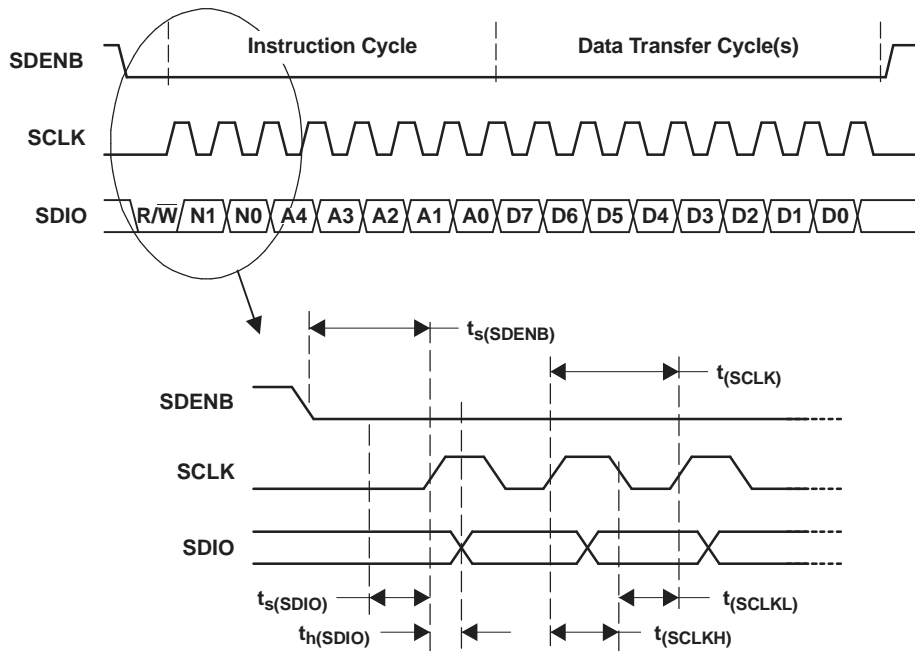 Instruction Cycle Data Transfer Cycle(s)
SDENB
SCLK
SDIO R/W̅ N1 N0 A4 A3 A2 A1 A0 D7 D6 D5 D4 D3 D2 D1 D0
ts(SDENB)
t(SCLK)
SDENB
SCLK
SDIO
ts(SDIO) t(SCLKL)
th(SDIO) t(SCLKH)